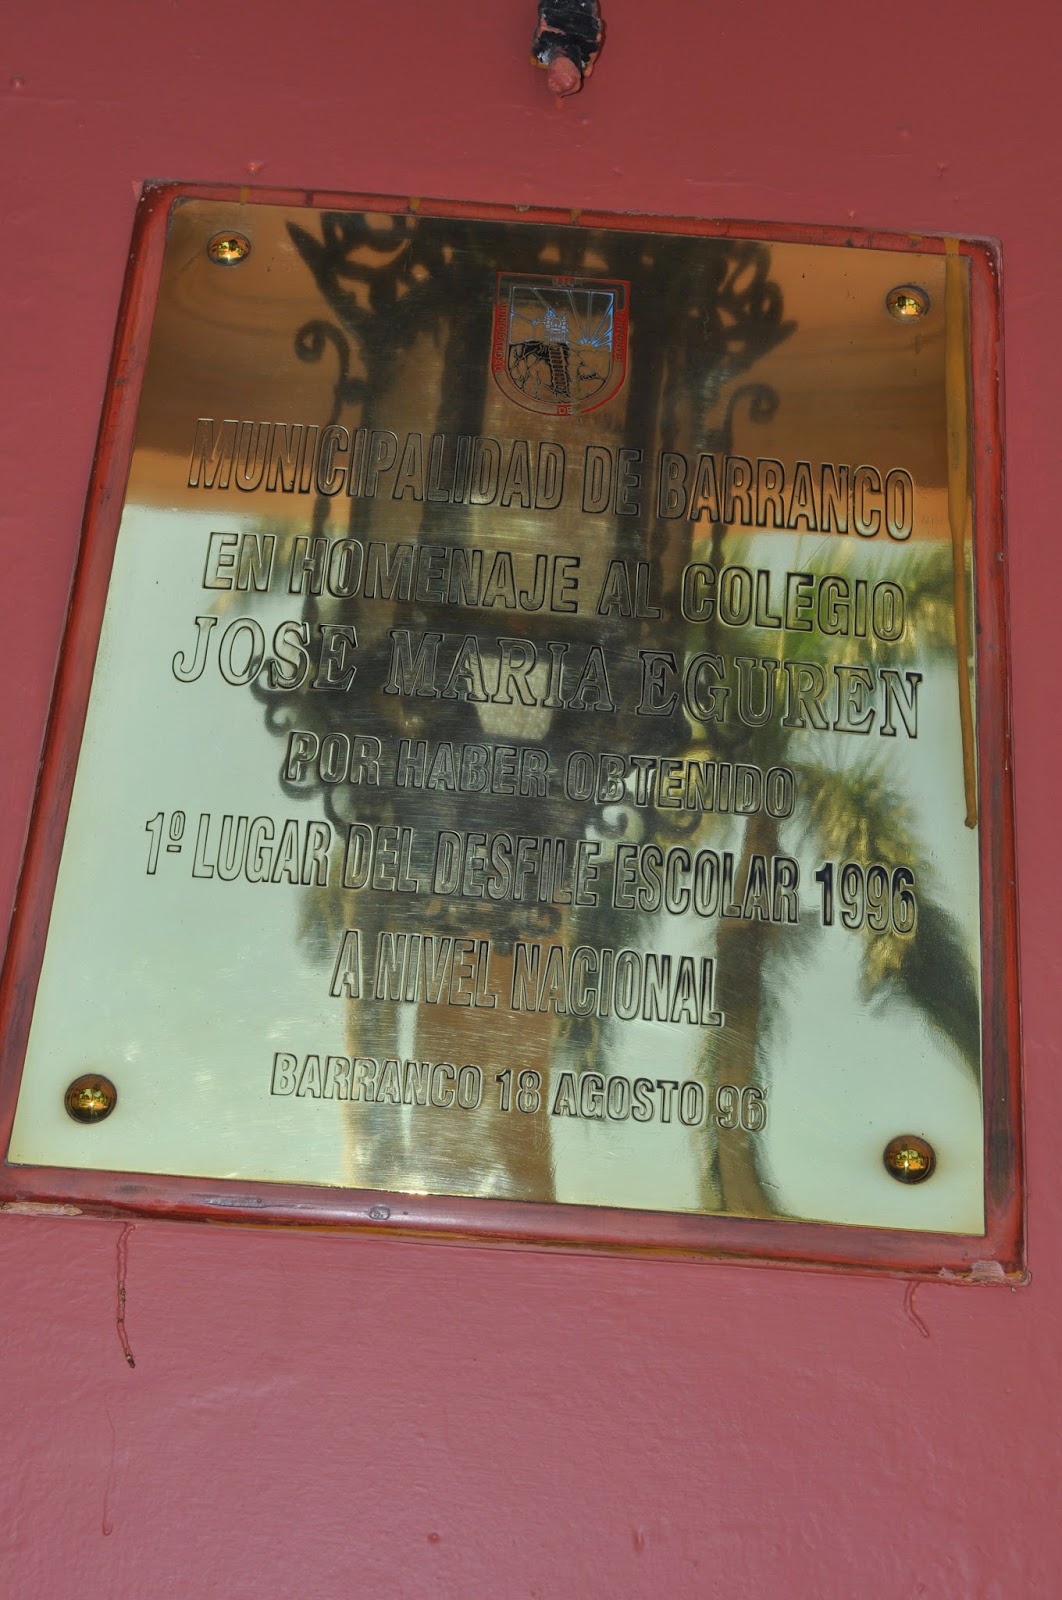 MUNICIPALIDAD DE BARRANCO
EN HOMENAJE AL COLEGIO
JOSE MARIA EGUREN
POR HABER OBTENIDO
1º LUGAR DEL DESFILE ESCOLAR 1996
A NIVEL NACIONAL
BARRANCO 18 AGOSTO 96